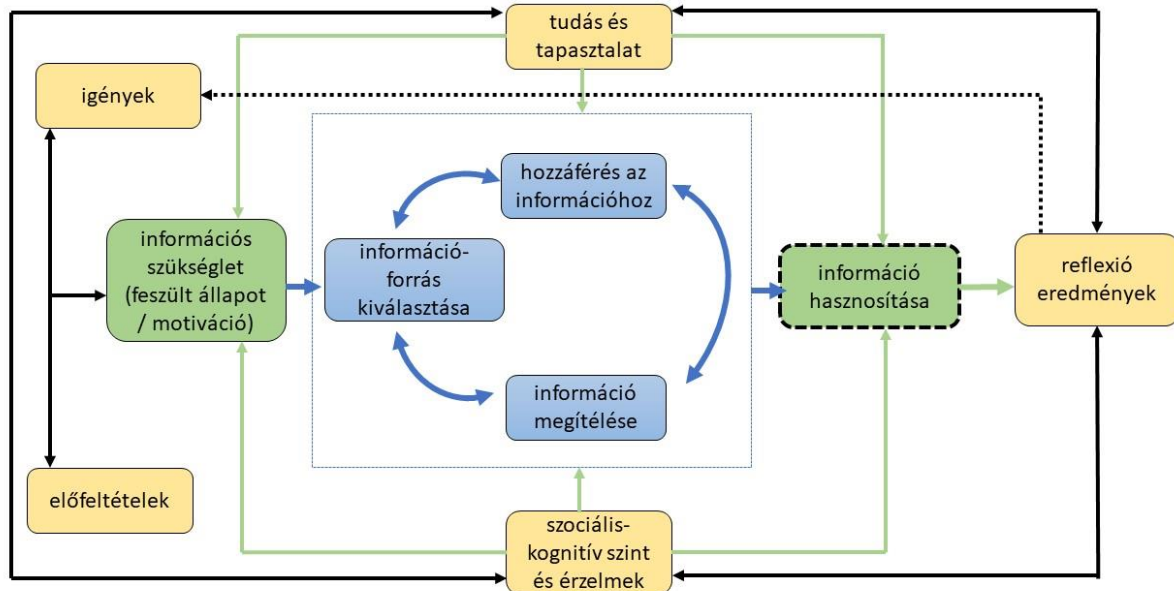 tudás és
tapasztalat
igények
hozzáférés az
információhoz
információs
szükséglet
(feszült állapot
/ motiváció)
információ-
forrás
kiválasztása
információ
hasznosítása
reflexió
eredmények
információ
megítélése
előfeltételek
szociális-
kognitív szint
és érzelmek